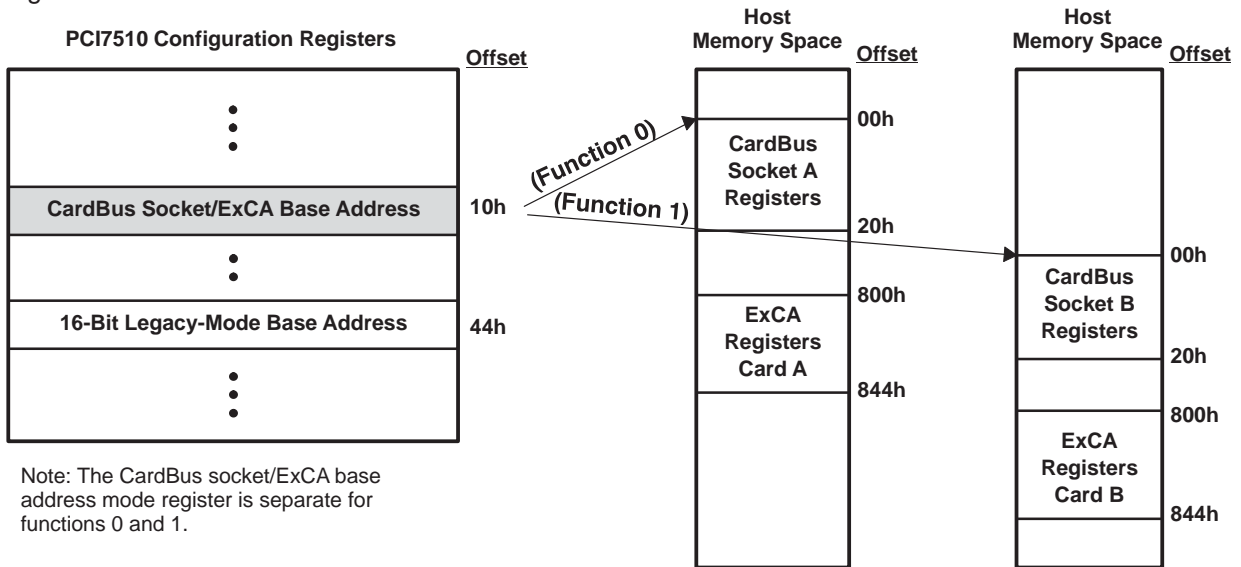 PCI7510 Configuration Registers
Offset
CardBus Socket/ExCA Base Address
10h
16-Bit Legacy-Mode Base Address
44h
Note: The CardBus socket/ExCA base
address mode register is separate for
functions 0 and 1.
(Function 0)
(Function 1)
Host
Memory Space
Offset
00h
CardBus
Socket A
Registers
20h
800h
ExCA
Registers
Card A
844h
Host
Memory Space
Offset
00h
CardBus
Socket B
Registers
20h
800h
ExCA
Registers
Card B
844h